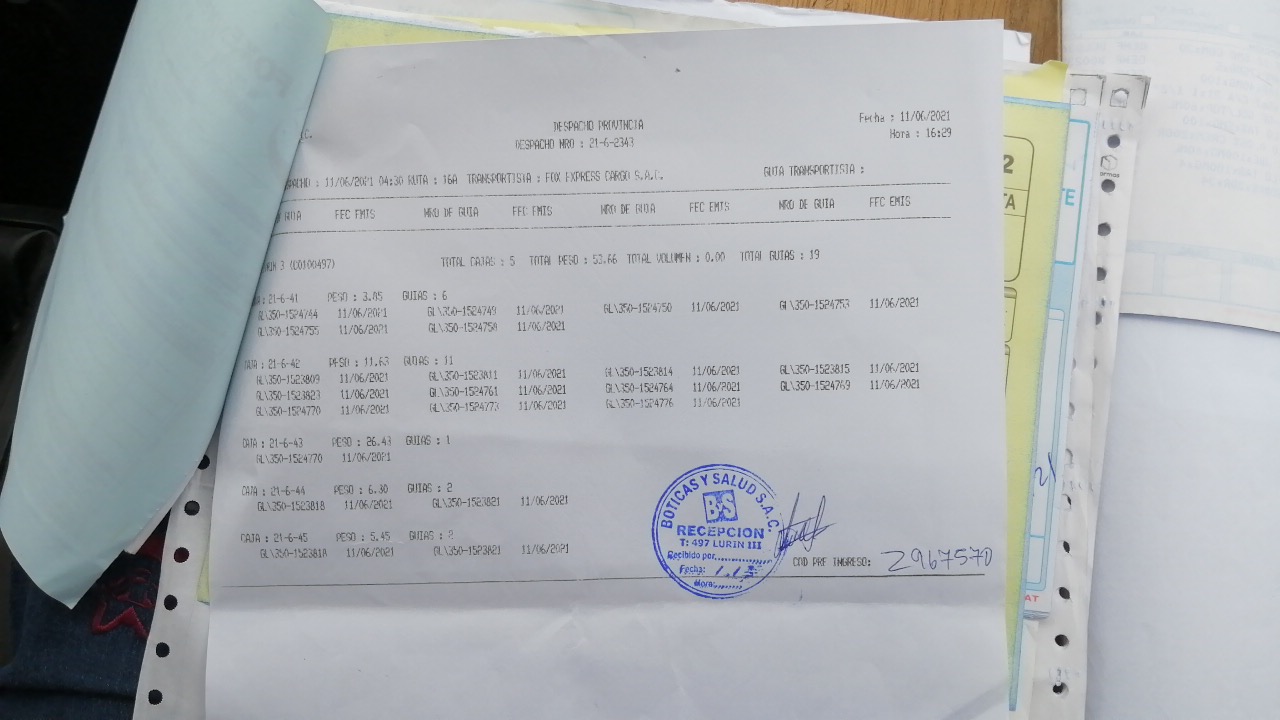 DESPACHO PROVINCIA
Fecha : 11/06/2021
DESPACHO NRO : 21-6-2343
Hora : 16:29
11/06/2021 04:30 RUTA : 16A TRANSPORTISTA : FOX EXPRESS CARGO S.A.C. GUIA TRANSPORTISTA :
GUIA FEC EMIS NRO DE GUIA FEC EMIS NRO DE GUIA FEC EMIS NRO DE GUIA FEC EMIS
3 (00100497) TOTAL CAJAS : 5 TOTAL PESO : 53.66 TOTAL VOLUMEN : 0.00 TOTAL GUIAS : 19
: 21-6-41 PESO : 3.85 GUIAS : 6
GL\350-1524744 11/06/2021 GL\350-1524749 11/06/2021 GL\350-1524750 11/06/2021 GL\350-1524753 11/06/2021
GL\350-1524755 11/06/2021 GL\350-1524758 11/06/2021
CAJA : 21-6-42 PESO : 11.63 GUIAS : 11
GL\350-1523809 11/06/2021 GL\350-1523811 11/06/2021 GL\350-1523814 11/06/2021 GL\350-1523815 11/06/2021
GL\350-1523823 11/06/2021 GL\350-1524761 11/06/2021 GL\350-1524764 11/06/2021 GL\350-1524769 11/06/2021
GL\350-1524770 11/06/2021 GL\350-1524773 11/06/2021 GL\350-1524776 11/06/2021
CAJA : 21-6-43 PESO : 26.43 GUIAS : 1
GL\350-1524770 11/06/2021
CAJA : 21-6-44 PESO : 6.30 GUIAS : 2
GL\350-1523818 11/06/2021 GL\350-1523821 11/06/2021
CAJA : 21-6-45 PESO : 5.45 GUIAS : 2
GL\350-1523818 11/06/2021 GL\350-1523821 11/06/2021
BOTICAS Y SALUD S.A.C.
BS
RECEPCION
T: 497 LURIN III
Recibido por
Fecha:
Hora:
COD PRE INGRESO: 2967570